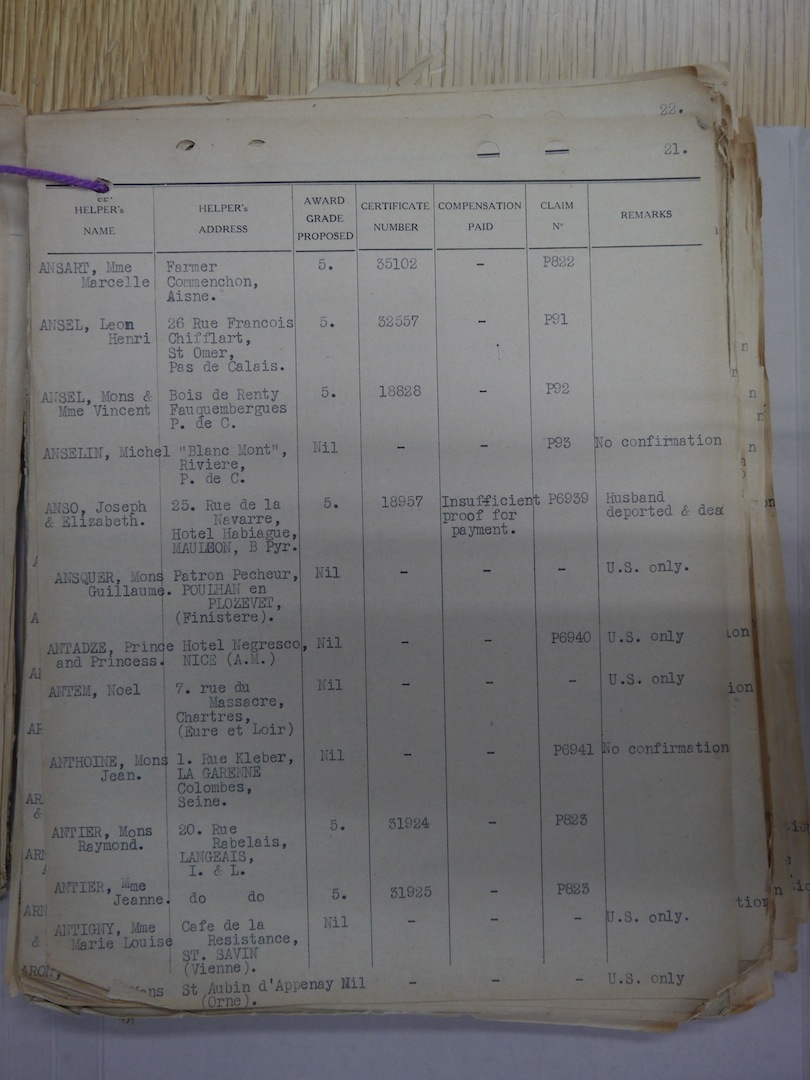 22.
21.
HELPER's NAME | HELPER's ADDRESS | AWARD GRADE PROPOSED | CERTIFICATE NUMBER | COMPENSATION PAID | CLAIM N° | REMARKS
ANSART, Mme Farmer 5. 35102 - P822
Marcelle Commenchon,
Aisne.
ANSEL, Leon 26 Rue Francois 5. 32557 - P91
Henri Chifflart,
St Omer,
Pas de Calais.
ANSEL, Mons & Bois de Renty 5. 18828 - P92
Mme Vincent Fauquembergues
P. de C.
ANSELIN, Michel "Blanc Mont", Nil - - P93 No confirmation
Riviere,
P. de C.
ANSO, Joseph 25. Rue de la 5. 18957 Insufficient P6939 Husband
& Elizabeth. Navarre, proof for deported & dea
Hotel Habiague, payment.
MAULEON, B Pyr.
ANSQUER, Mons Patron Pecheur, Nil - - - U.S. only.
Guillaume. POULHAN en
PLOZEVET,
(Finistere).
ANTADZE, Prince Hotel Negresco, Nil - - P6940 U.S. only
and Princess. NICE (A.M.)
ANTEM, Noel 7. rue du Nil - - - U.S. only
Massacre,
Chartres,
(Eure et Loir)
ANTHOINE, Mons 1. Rue Kleber, Nil - - P6941 No confirmation
Jean. LA GARENNE
Colombes,
Seine.
ANTIER, Mons 20. Rue 5. 31924 - P823
Raymond. Rabelais,
LANGEAIS,
I. & L.
ANTIER, Mme
Jeanne. do do 5. 31925 - P823
ANTIGNY, Mme Cafe de la Nil - - - U.S. only.
Marie Louise Resistance,
ST. SAVIN
(Vienne).
St Aubin d'Appenay Nil - - - U.S. only
(Orne).